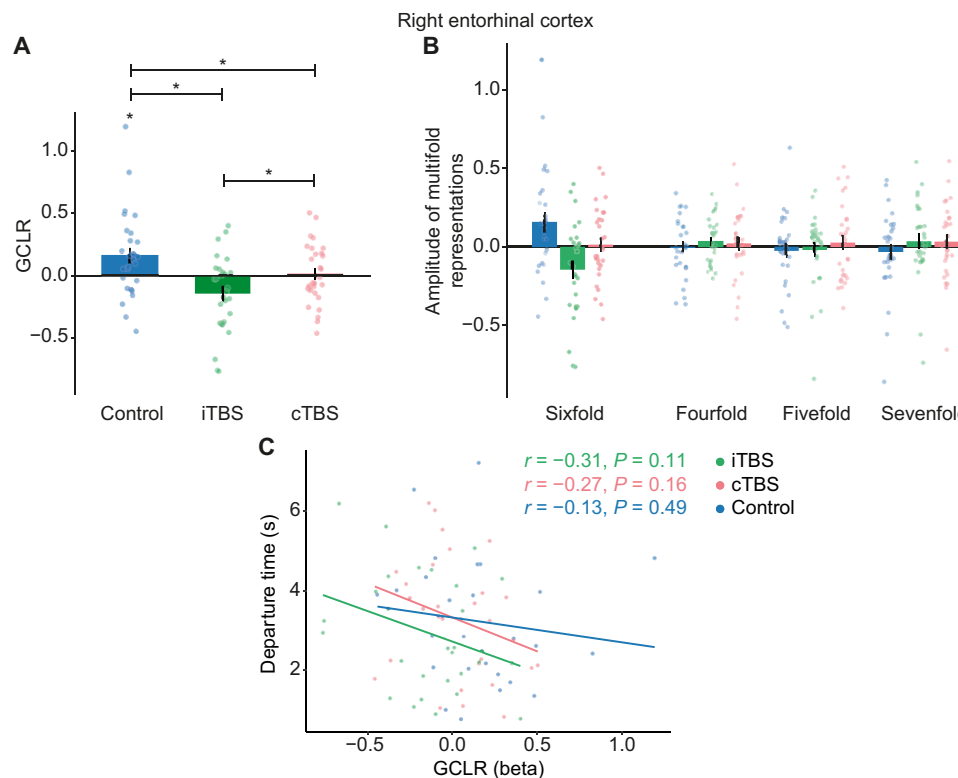 Right entorhinal cortex
A
B
*
*
*
*
GCLR
1.0
0.5
0.0
−0.5
Control
iTBS
cTBS
Amplitude of multifold
representations
1.0
0.5
0.0
−0.5
Sixfold
Fourfold
Fivefold
Sevenfol
C
r = −0.31, P = 0.11
iTBS
r = −0.27, P = 0.16
cTBS
r = −0.13, P = 0.49
Control
Departure time (s)
6
4
2
−0.5
0.0
0.5
1.0
GCLR (beta)